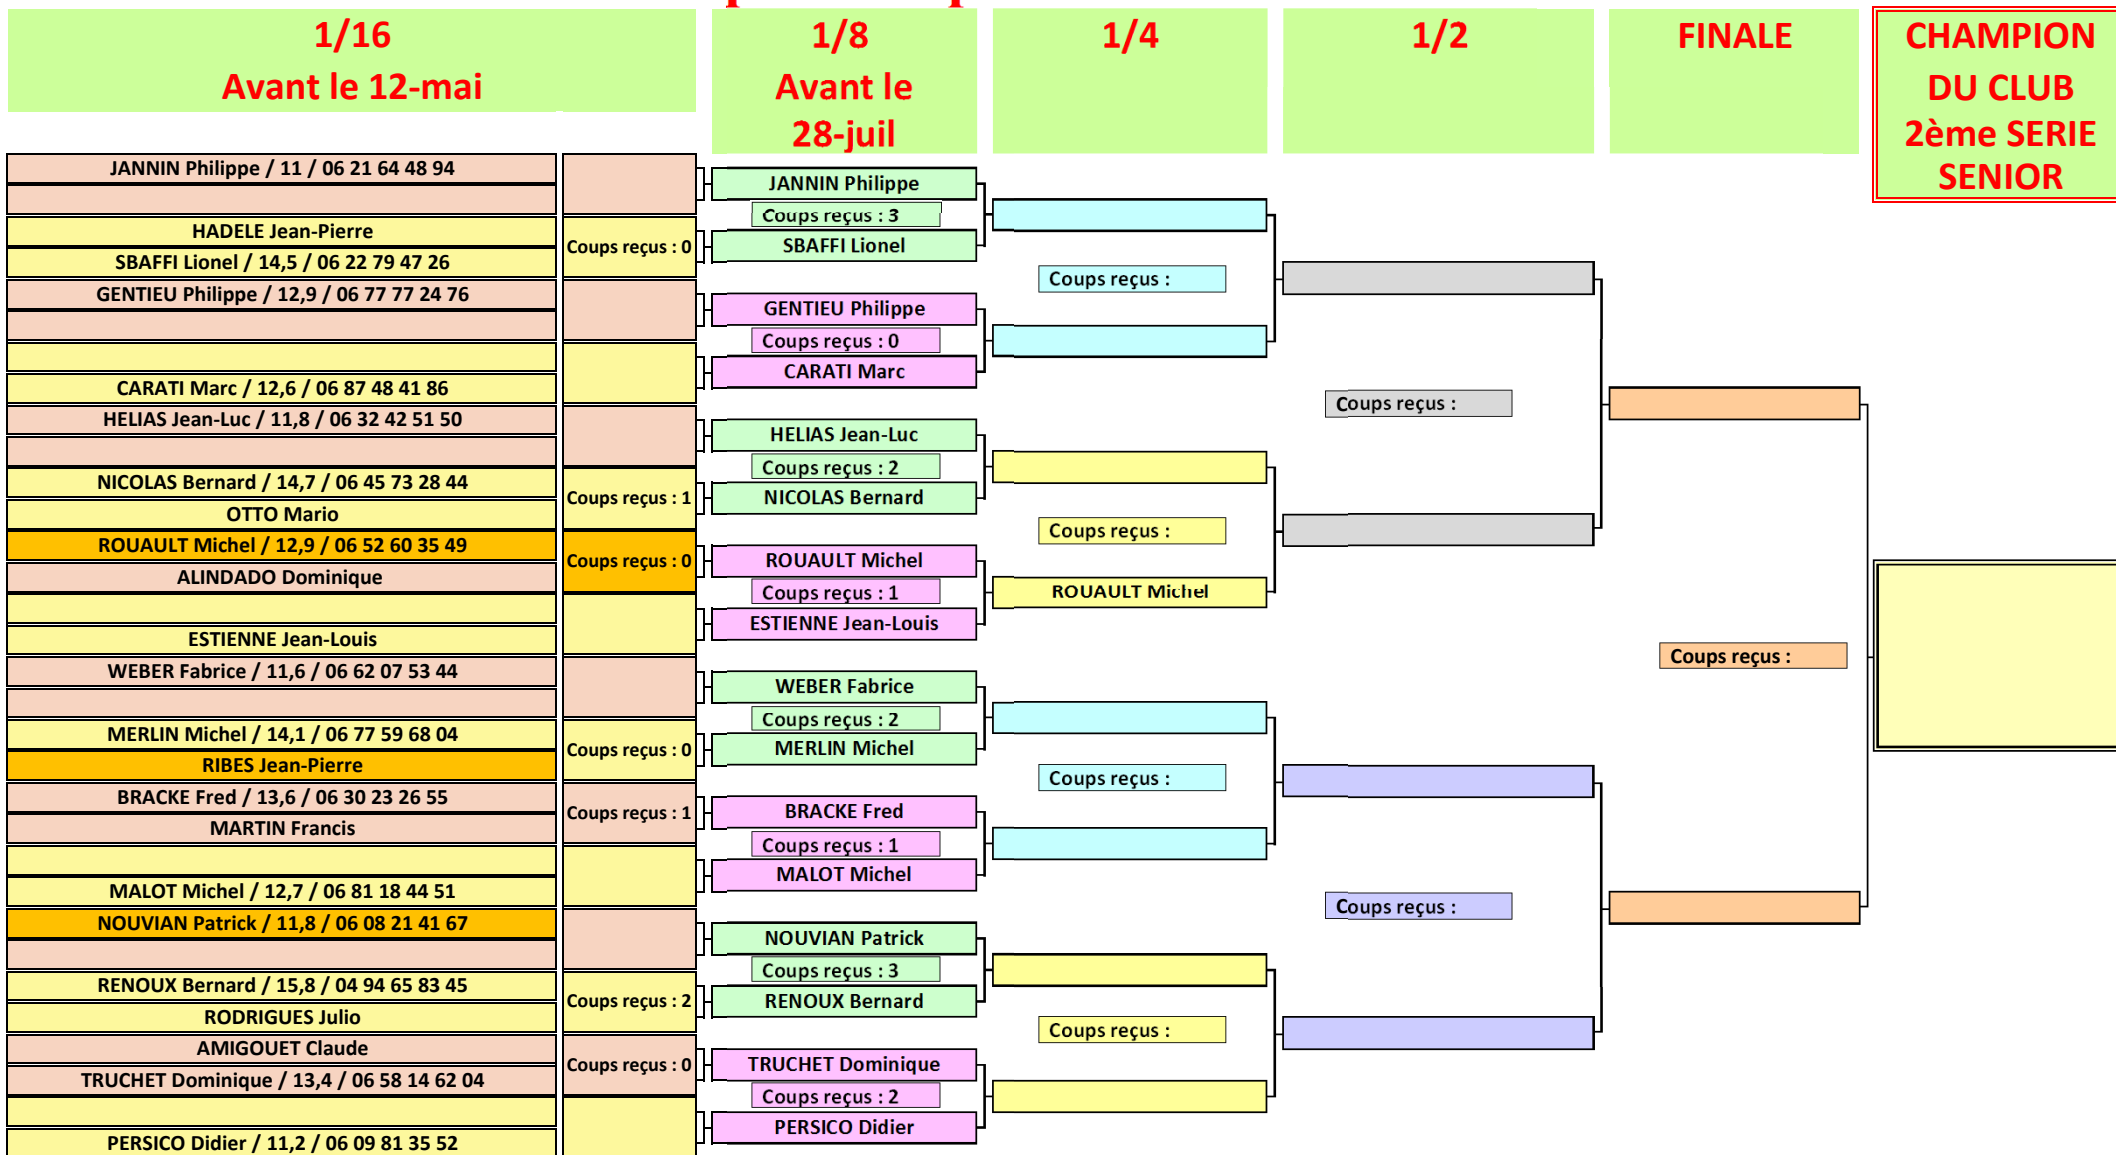 1/16
Avant le 12-mai
1/8
Avant le
28-juil
1/4
1/2
FINALE
CHAMPION
DU CLUB
2ème SERIE
SENIOR
JANNIN Philippe / 11 / 06 21 64 48 94
HADELE Jean-Pierre
SBAFFI Lionel / 14,5 / 06 22 79 47 26
Coups reçus : 0
GENTIEU Philippe / 12,9 / 06 77 77 24 76
CARATI Marc / 12,6 / 06 87 48 41 86
HELIAS Jean-Luc / 11,8 / 06 32 42 51 50
NICOLAS Bernard / 14,7 / 06 45 73 28 44
OTTO Mario
Coups reçus : 1
ROUAULT Michel / 12,9 / 06 52 60 35 49
ALINDADO Dominique
Coups reçus : 0
ESTIENNE Jean-Louis
WEBER Fabrice / 11,6 / 06 62 07 53 44
MERLIN Michel / 14,1 / 06 77 59 68 04
RIBES Jean-Pierre
Coups reçus : 0
BRACKE Fred / 13,6 / 06 30 23 26 55
MARTIN Francis
Coups reçus : 1
MALOT Michel / 12,7 / 06 81 18 44 51
NOUVIAN Patrick / 11,8 / 06 08 21 41 67
RENOUX Bernard / 15,8 / 04 94 65 83 45
RODRIGUES Julio
Coups reçus : 2
AMIGOUET Claude
TRUCHET Dominique / 13,4 / 06 58 14 62 04
Coups reçus : 0
PERSICO Didier / 11,2 / 06 09 81 35 52
JANNIN Philippe
Coups reçus : 3
SBAFFI Lionel
GENTIEU Philippe
Coups reçus : 0
CARATI Marc
HELIAS Jean-Luc
Coups reçus : 2
NICOLAS Bernard
ROUAULT Michel
Coups reçus : 1
ESTIENNE Jean-Louis
WEBER Fabrice
Coups reçus : 2
MERLIN Michel
BRACKE Fred
Coups reçus : 1
MALOT Michel
NOUVIAN Patrick
Coups reçus : 3
RENOUX Bernard
TRUCHET Dominique
Coups reçus : 2
PERSICO Didier
Coups reçus :
Coups reçus :
ROUAULT Michel
Coups reçus :
Coups reçus :
Coups reçus :
Coups reçus :
Coups reçus :